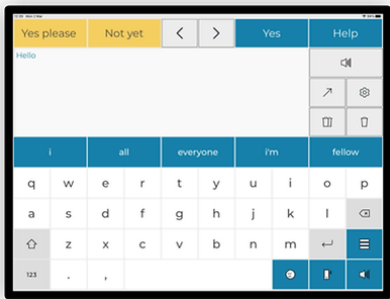 Yes please Not yet < > Yes Help
Hello
i all everyone i'm fellow
q w e r t y u i o p
a s d f g h j k l
z x c v b n m
123 . ,